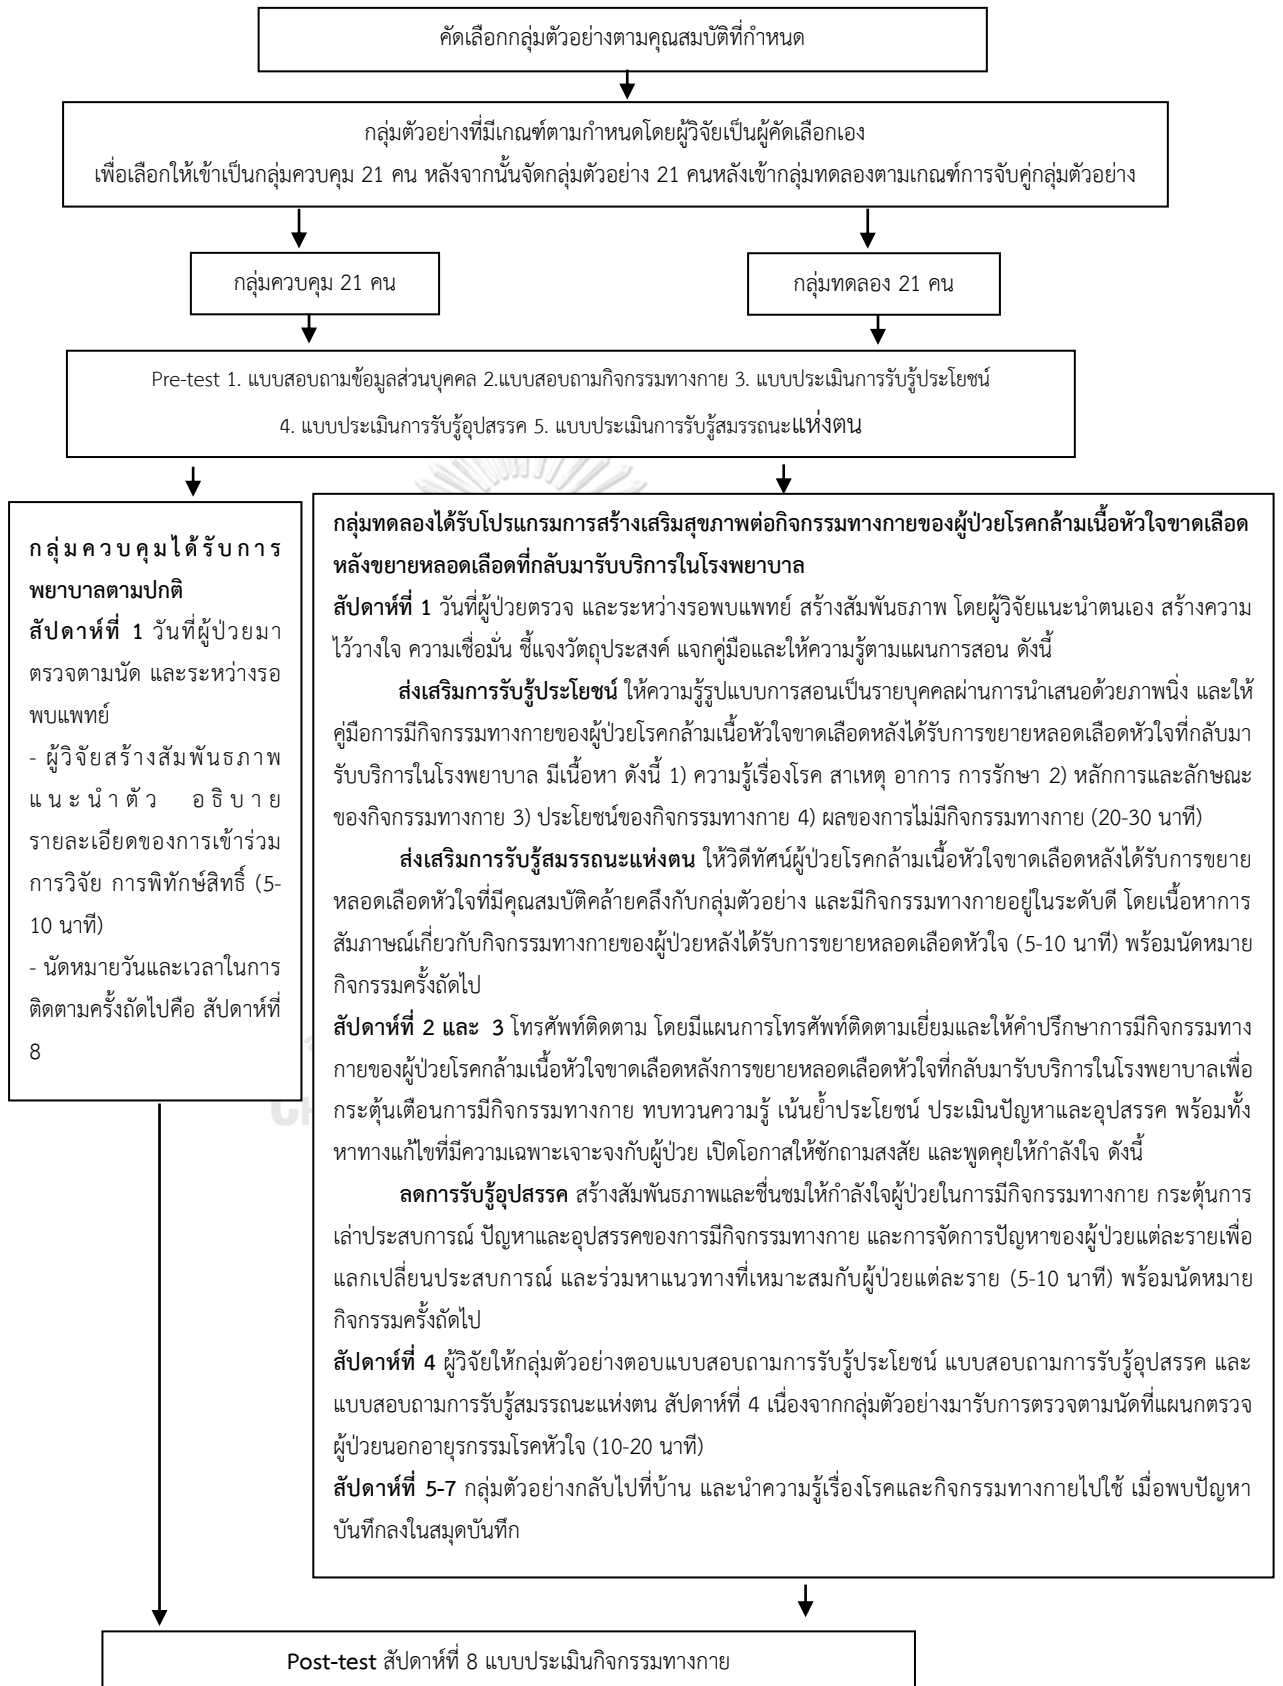 คัดเลือกกลุ่มตัวอย่างตามคุณสมบัติที่กำหนด
กลุ่มตัวอย่างที่มีเกณฑ์ตามกำหนดโดยผู้วิจัยเป็นผู้คัดเลือกเอง
เพื่อเลือกให้เข้าเป็นกลุ่มควบคุม 21 คน หลังจากนั้นจัดกลุ่มตัวอย่าง 21 คนหลังเข้ากลุ่มทดลองตามเกณฑ์การจับคู่กลุ่มตัวอย่าง
กลุ่มควบคุม 21 คน
กลุ่มทดลอง 21 คน
Pre-test 1. แบบสอบถามข้อมูลส่วนบุคคล 2.แบบสอบถามกิจกรรมทางกาย 3. แบบประเมินการรับรู้ประโยชน์
4. แบบประเมินการรับรู้อุปสรรค 5. แบบประเมินการรับรู้สมรรถนะแห่งตน
กลุ่มควบคุมได้รับการ
พยาบาลตามปกติ
สัปดาห์ที่ 1 วันที่ผู้ป่วยมา
ตรวจตามนัด และระหว่างรอ
พบแพทย์
- ผู้วิจัยสร้างสัมพันธภาพ
แนะนำตัว อธิบาย
รายละเอียดของการเข้าร่วม
การวิจัย การพิทักษ์สิทธิ์ (5-
10 นาที)
- นัดหมายวันและเวลาในการ
ติดตามครั้งถัดไปคือ สัปดาห์ที่
8
กลุ่มทดลองได้รับโปรแกรมการสร้างเสริมสุขภาพต่อกิจกรรมทางกายของผู้ป่วยโรคกล้ามเนื้อหัวใจขาดเลือด
หลังขยายหลอดเลือดที่กลับมารับบริการในโรงพยาบาล
สัปดาห์ที่ 1 วันที่ผู้ป่วยตรวจ และระหว่างรอพบแพทย์ สร้างสัมพันธภาพ โดยผู้วิจัยแนะนำตนเอง สร้างความ
ไว้วางใจ ความเชื่อมั่น ชี้แจงวัตถุประสงค์ แจกคู่มือและให้ความรู้ตามแผนการสอน ดังนี้
ส่งเสริมการรับรู้ประโยชน์ ให้ความรู้รูปแบบการสอนเป็นรายบุคคลผ่านการนำเสนอด้วยภาพนิ่ง และให้
คู่มือการมีกิจกรรมทางกายของผู้ป่วยโรคกล้ามเนื้อหัวใจขาดเลือดหลังได้รับการขยายหลอดเลือดหัวใจที่กลับมา
รับบริการในโรงพยาบาล มีเนื้อหา ดังนี้ 1) ความรู้เรื่องโรค สาเหตุ อาการ การรักษา 2) หลักการและลักษณะ
ของกิจกรรมทางกาย 3) ประโยชน์ของกิจกรรมทางกาย 4) ผลของการไม่มีกิจกรรมทางกาย (20-30 นาที)
ส่งเสริมการรับรู้สมรรถนะแห่งตน ให้วิดีทัศน์ผู้ป่วยโรคกล้ามเนื้อหัวใจขาดเลือดหลังได้รับการขยาย
หลอดเลือดหัวใจที่มีคุณสมบัติคล้ายคลึงกับกลุ่มตัวอย่าง และมีกิจกรรมทางกายอยู่ในระดับดี โดยเนื้อหาการ
สัมภาษณ์เกี่ยวกับกิจกรรมทางกายของผู้ป่วยหลังได้รับการขยายหลอดเลือดหัวใจ (5-10 นาที) พร้อมนัดหมาย
กิจกรรมครั้งถัดไป
สัปดาห์ที่ 2 และ 3 โทรศัพท์ติดตาม โดยมีแผนการโทรศัพท์ติดตามเยี่ยมและให้คำปรึกษาการมีกิจกรรมทาง
กายของผู้ป่วยโรคกล้ามเนื้อหัวใจขาดเลือดหลังการขยายหลอดเลือดหัวใจที่กลับมารับบริการในโรงพยาบาลเพื่อ
กระตุ้นเตือนการมีกิจกรรมทางกาย ทบทวนความรู้ เน้นย้ำประโยชน์ ประเมินปัญหาและอุปสรรค พร้อมทั้ง
หาทางแก้ไขที่มีความเฉพาะเจาะจงกับผู้ป่วย เปิดโอกาสให้ซักถามสงสัย และพูดคุยให้กำลังใจ ดังนี้
ลดการรับรู้อุปสรรค สร้างสัมพันธภาพและชื่นชมให้กำลังใจผู้ป่วยในการมีกิจกรรมทางกาย กระตุ้นการ
เล่าประสบการณ์ ปัญหาและอุปสรรคของการมีกิจกรรมทางกาย และการจัดการปัญหาของผู้ป่วยแต่ละรายเพื่อ
แลกเปลี่ยนประสบการณ์ และร่วมหาแนวทางที่เหมาะสมกับผู้ป่วยแต่ละราย (5-10 นาที) พร้อมนัดหมาย
กิจกรรมครั้งถัดไป
สัปดาห์ที่ 4 ผู้วิจัยให้กลุ่มตัวอย่างตอบแบบสอบถามการรับรู้ประโยชน์ แบบสอบถามการรับรู้อุปสรรค และ
แบบสอบถามการรับรู้สมรรถนะแห่งตน สัปดาห์ที่ 4 เนื่องจากกลุ่มตัวอย่างมารับการตรวจตามนัดที่แผนกตรวจ
ผู้ป่วยนอกอายุรกรรมโรคหัวใจ (10-20 นาที)
สัปดาห์ที่ 5-7 กลุ่มตัวอย่างกลับไปที่บ้าน และนำความรู้เรื่องโรคและกิจกรรมทางกายไปใช้ เมื่อพบปัญหา
บันทึกลงในสมุดบันทึก
Post-test สัปดาห์ที่ 8 แบบประเมินกิจกรรมทางกาย